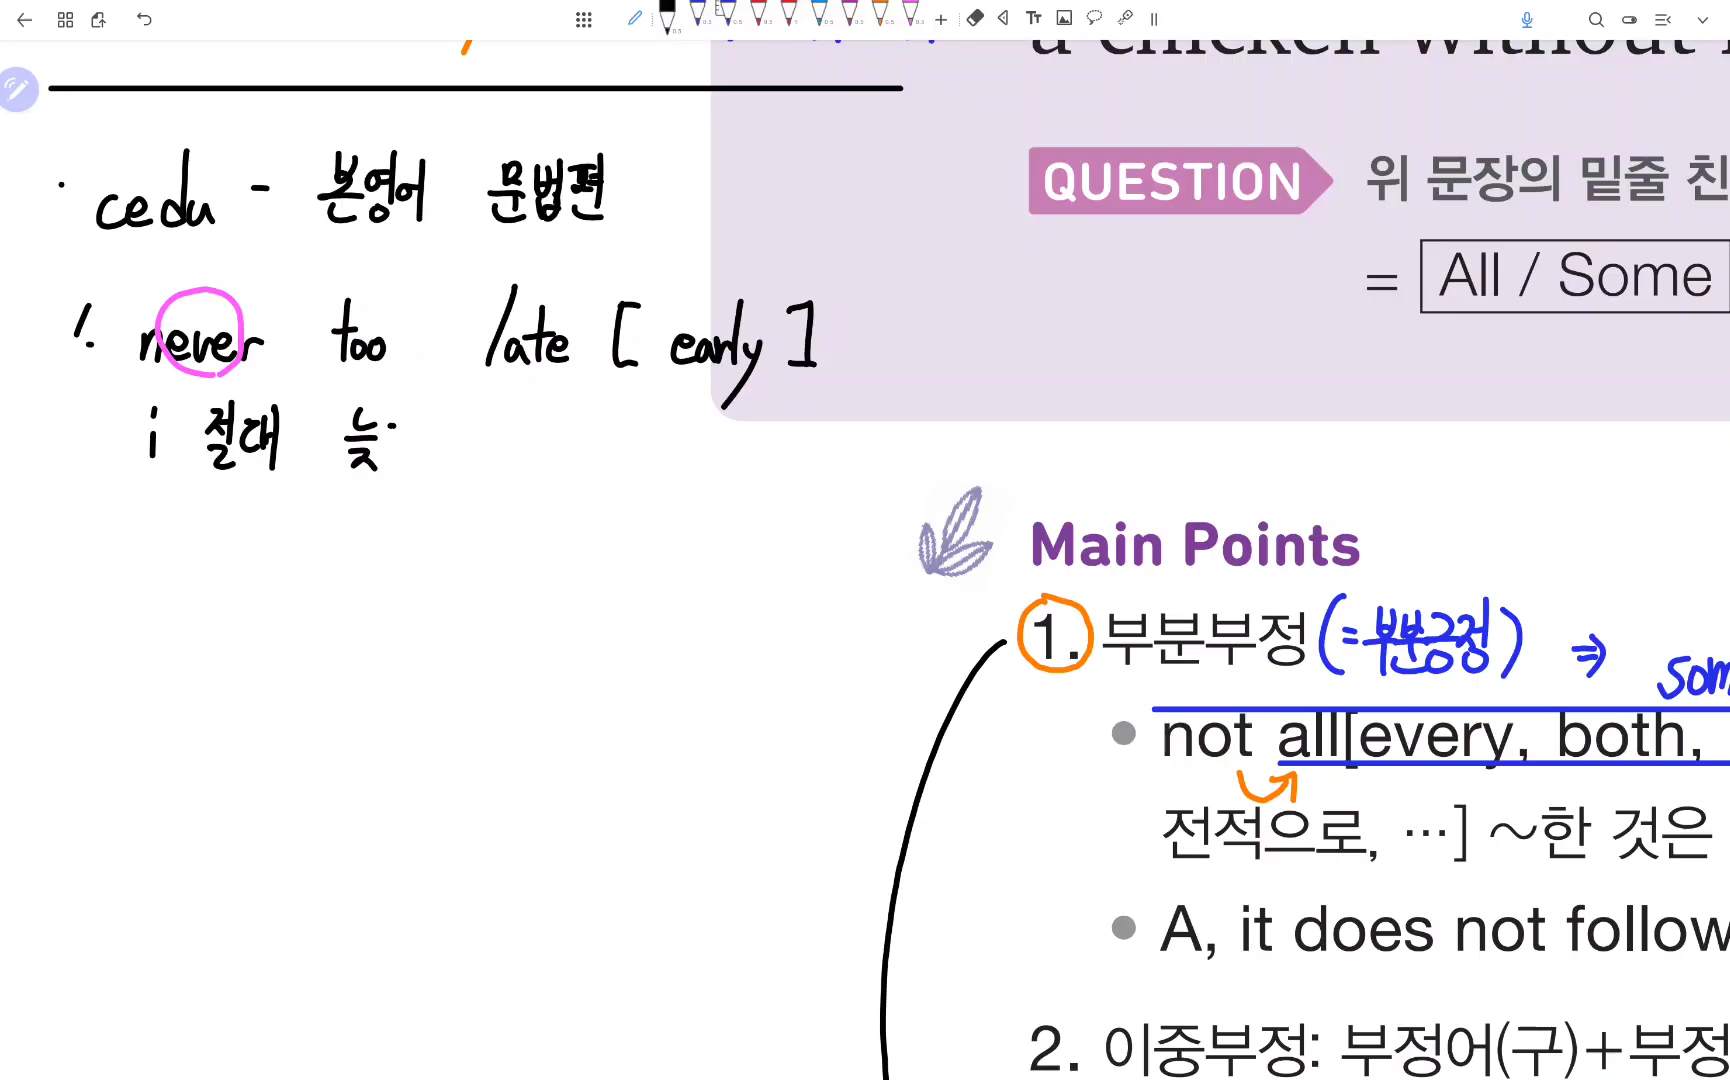 a chicken without
· cedu - 본영어 문법편
QUESTION 위 문장의 밑줄 친
= All / Some
1. never too late [ early ]
: 절대 늦
Main Points
1. 부분부정 (=부분긍정) ⇒ som
• not all[every, both,
전적으로, …] ～한 것은
• A, it does not follow
2. 이중부정: 부정어(구)+부정